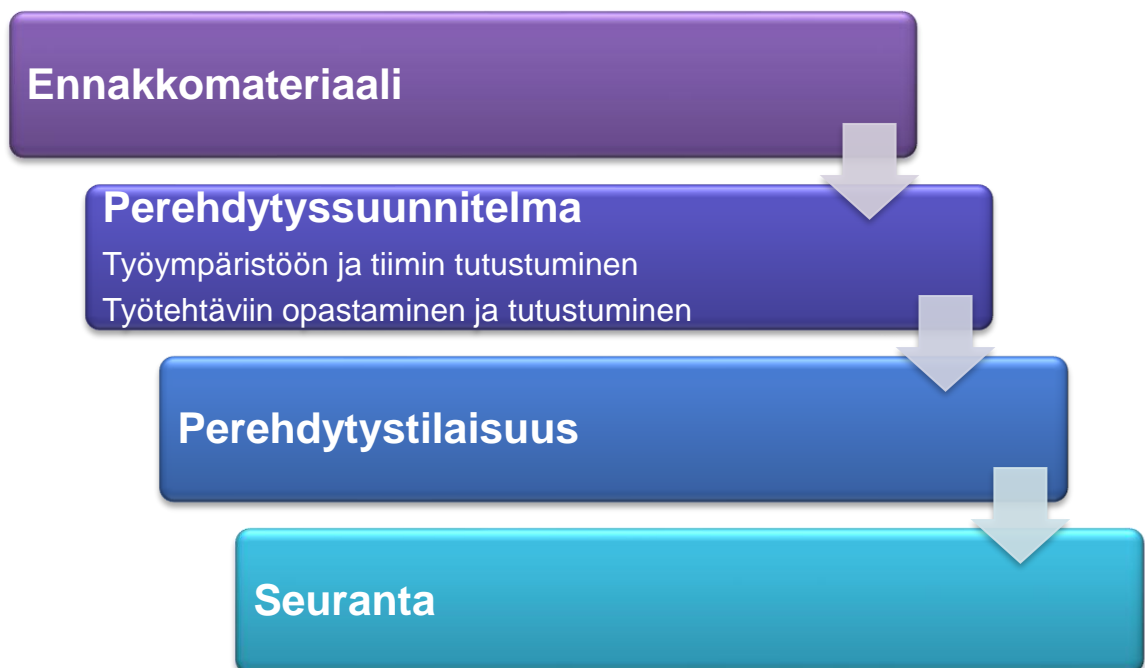 Ennakkomateriaali
Perehdytyssuunnitelma
Työympäristöön ja tiimin tutustuminen
Työtehtäviin opastaminen ja tutustuminen
Perehdytystilaisuus
Seuranta